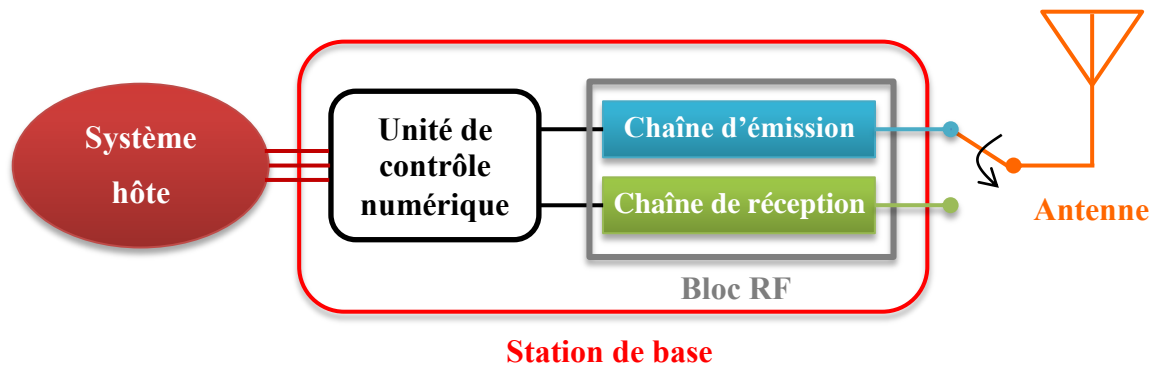 Système
hôte
Unité de
contrôle
numérique
Chaîne d’émission
Chaîne de réception
Bloc RF
Antenne
Station de base